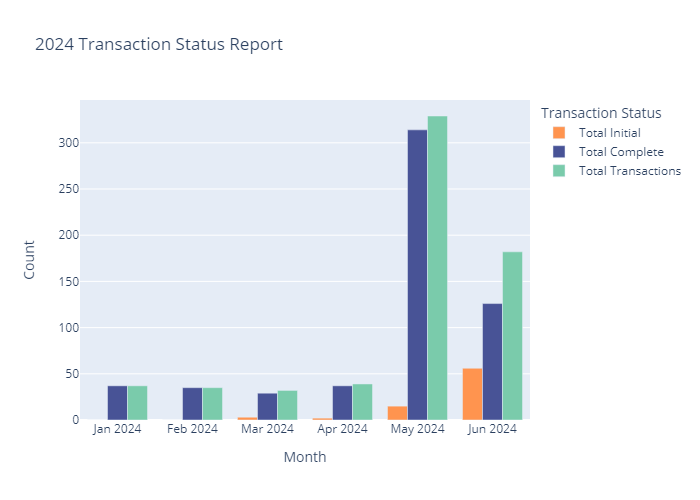 2024 Transaction Status Report
Transaction Status
Total Initial
Total Complete
Total Transactions
Count
300
250
200
150
100
50
0
Jan 2024 Feb 2024 Mar 2024 Apr 2024 May 2024 Jun 2024
Month